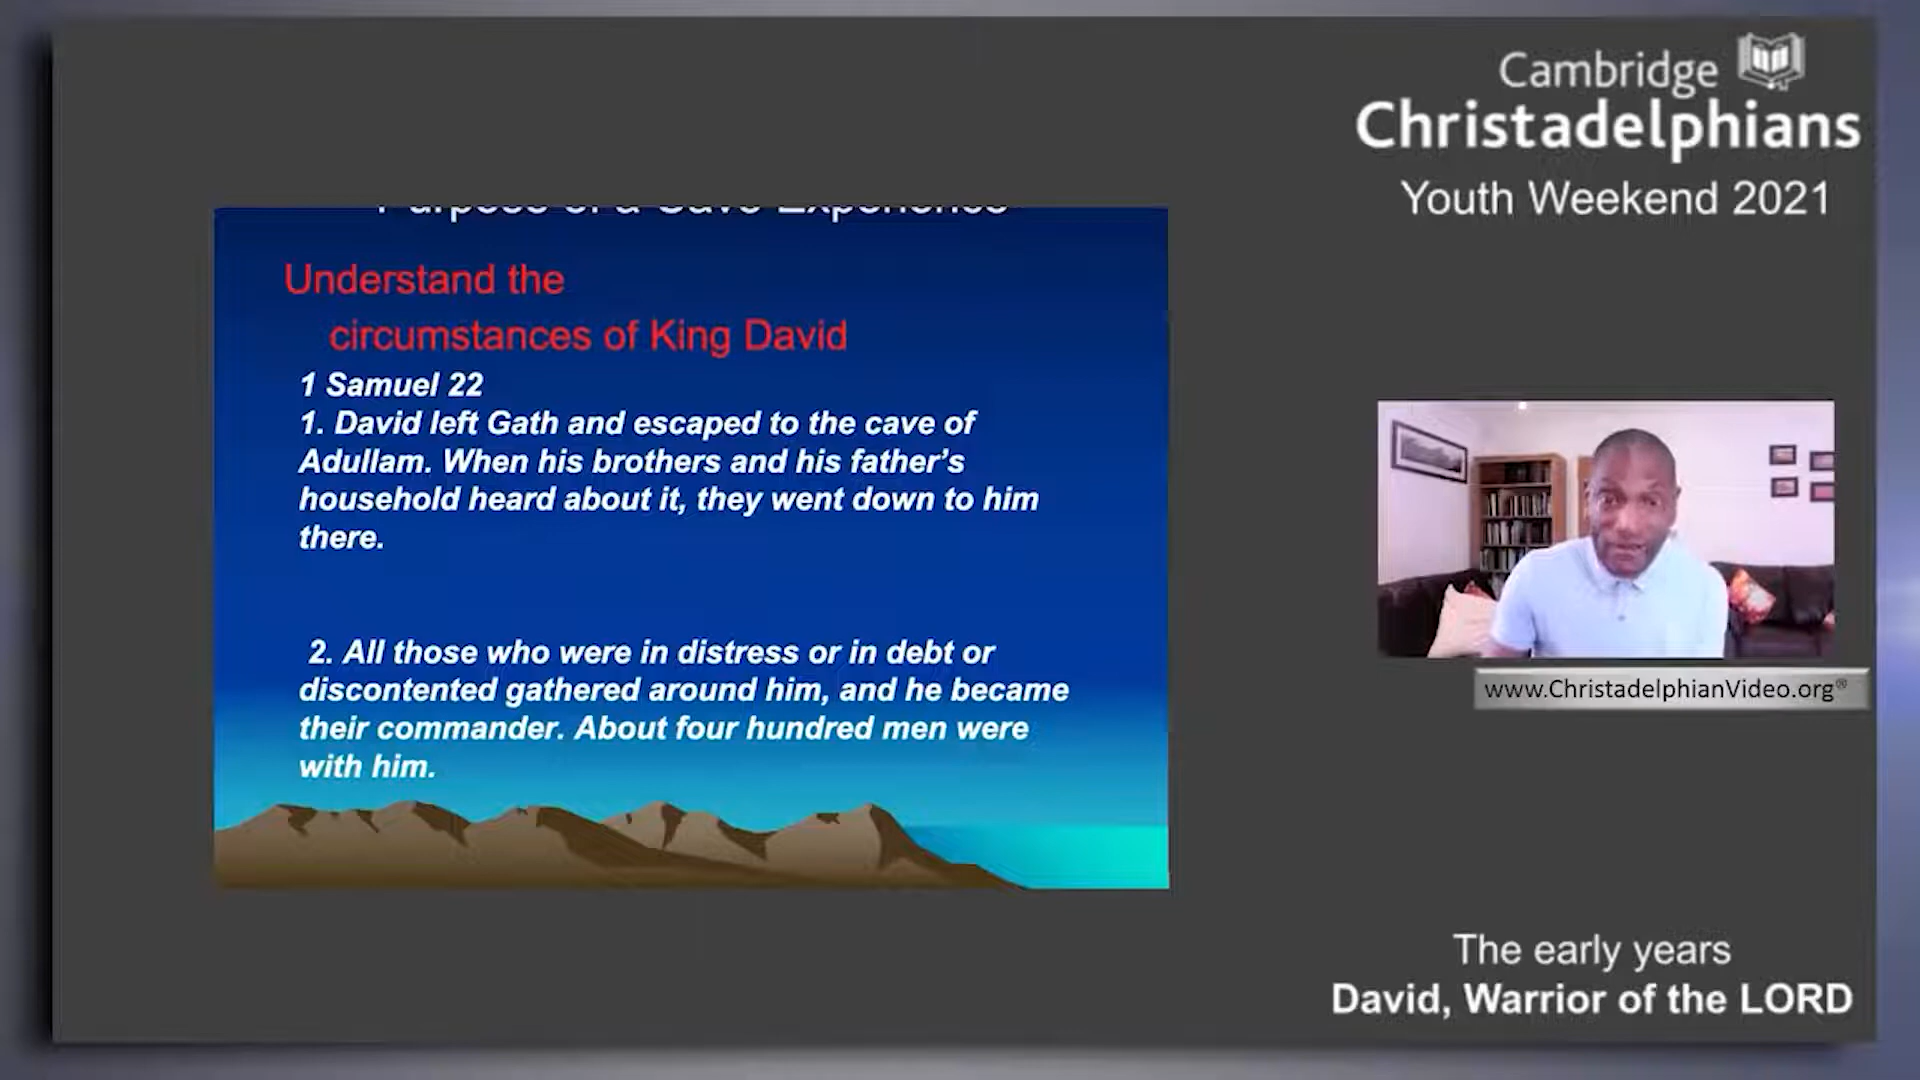 Cambridge
Christadelphians
Youth Weekend 2021
Purpose of a Cave Experience
Understand the
circumstances of King David
1 Samuel 22
1. David left Gath and escaped to the cave of
Adullam. When his brothers and his father’s
household heard about it, they went down to him
there.
2. All those who were in distress or in debt or
discontented gathered around him, and he became
their commander. About four hundred men were
with him.
www.ChristadelphianVideo.org®
The early years
David, Warrior of the LORD